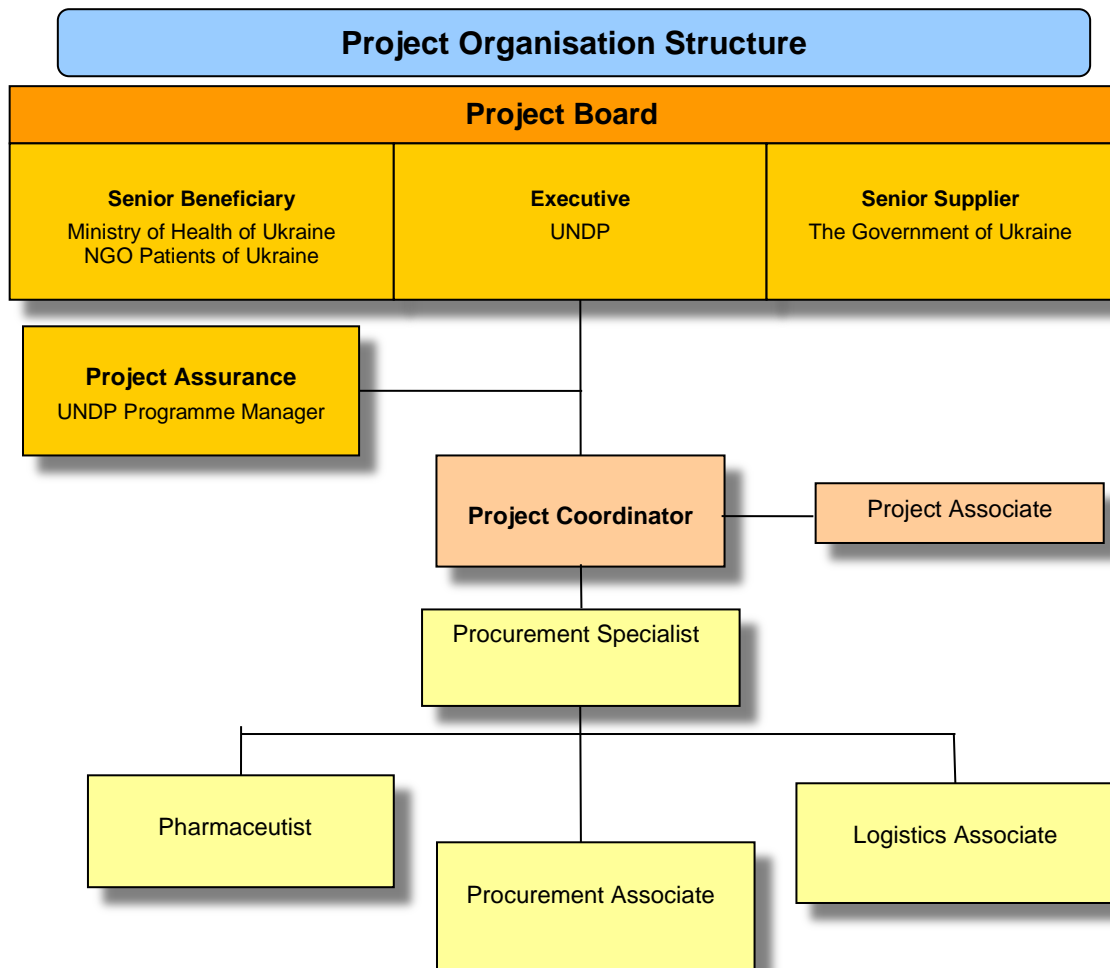 Project Organisation Structure
Project Board
Senior Beneficiary
Ministry of Health of Ukraine
NGO Patients of Ukraine
Executive
UNDP
Senior Supplier
The Government of Ukraine
Project Assurance
UNDP Programme Manager
Project Coordinator
Project Associate
Procurement Specialist
Pharmaceutist
Procurement Associate
Logistics Associate